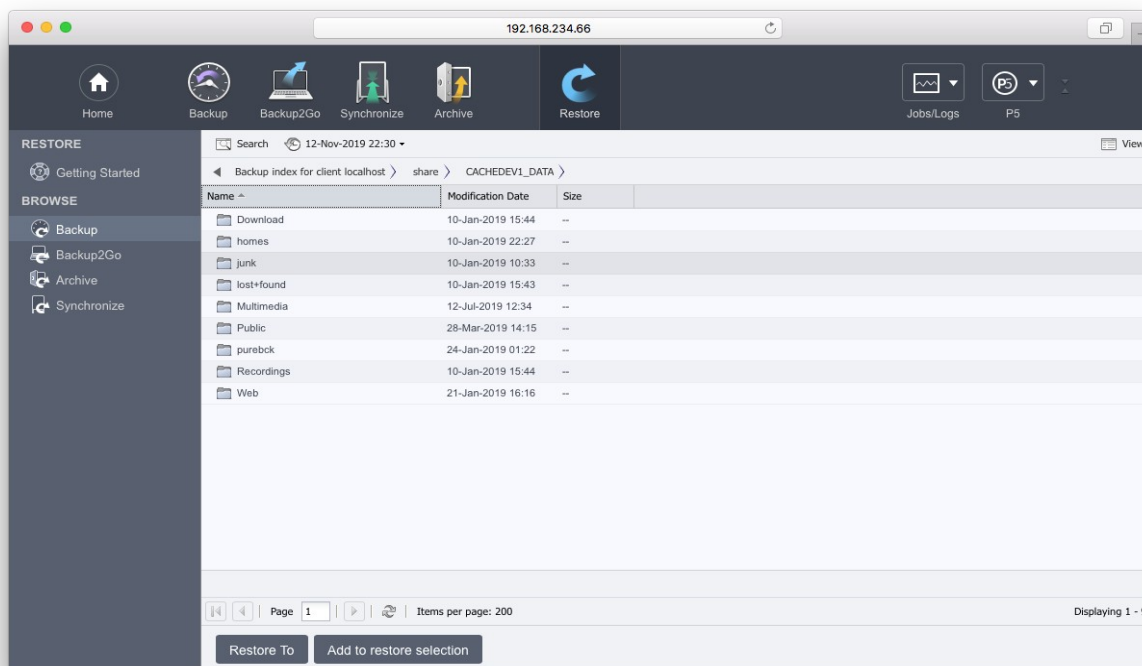 192.168.234.66
Home
Backup
Backup2Go
Synchronize
Archive
Restore
Jobs/Logs
P5
P5
RESTORE
Getting Started
BROWSE
Backup
Backup2Go
Archive
Synchronize
Search 12-Nov-2019 22:30
View
Backup index for client localhost share CACHEDEV1_DATA
Name Modification Date Size
Download 10-Jan-2019 15:44 --
homes 10-Jan-2019 22:27 --
junk 10-Jan-2019 10:33 --
lost+found 10-Jan-2019 15:43 --
Multimedia 12-Jul-2019 12:34 --
Public 28-Mar-2019 14:15 --
purebck 24-Jan-2019 01:22 --
Recordings 10-Jan-2019 15:44 --
Web 21-Jan-2019 16:16 --
Page 1 Items per page: 200 Displaying 1 -
Restore To Add to restore selection